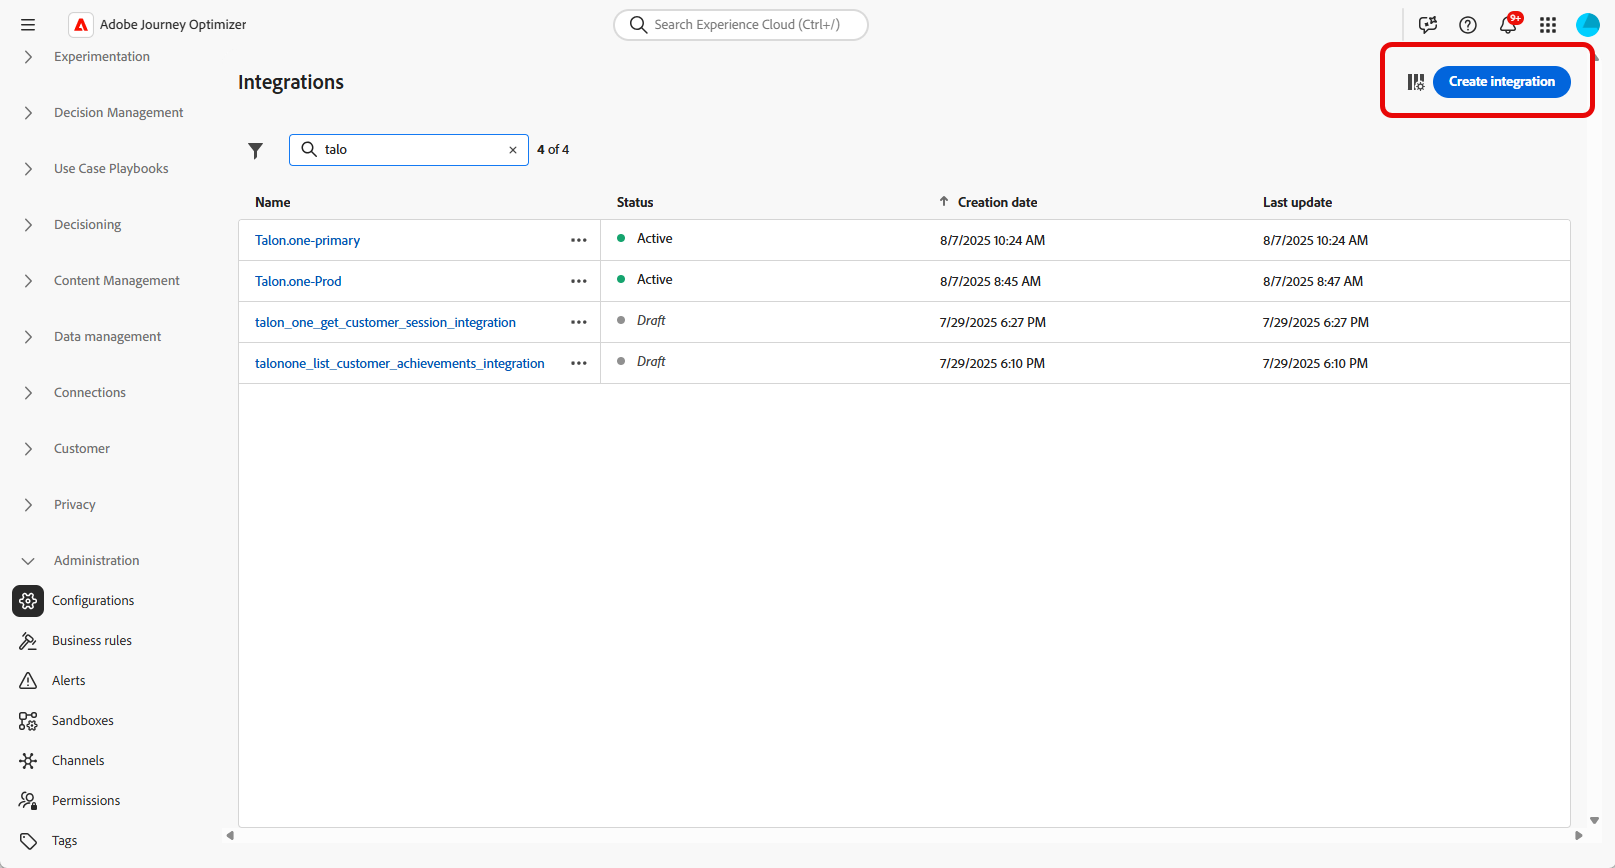 Adobe Journey Optimizer
Search Experience Cloud (Ctrl+/)
9+
Experimentation
Decision Management
Use Case Playbooks
Decisioning
Content Management
Data management
Connections
Customer
Privacy
Administration
Configurations
Business rules
Alerts
Sandboxes
Channels
Permissions
Tags
Integrations
Create integration
talo
4 of 4
Name Status Creation date Last update
Talon.one-primary Active 8/7/2025 10:24 AM 8/7/2025 10:24 AM
Talon.one-Prod Active 8/7/2025 8:45 AM 8/7/2025 8:47 AM
talon_one_get_customer_session_integration Draft 7/29/2025 6:27 PM 7/29/2025 6:27 PM
talonone_list_customer_achievements_integration Draft 7/29/2025 6:10 PM 7/29/2025 6:10 PM